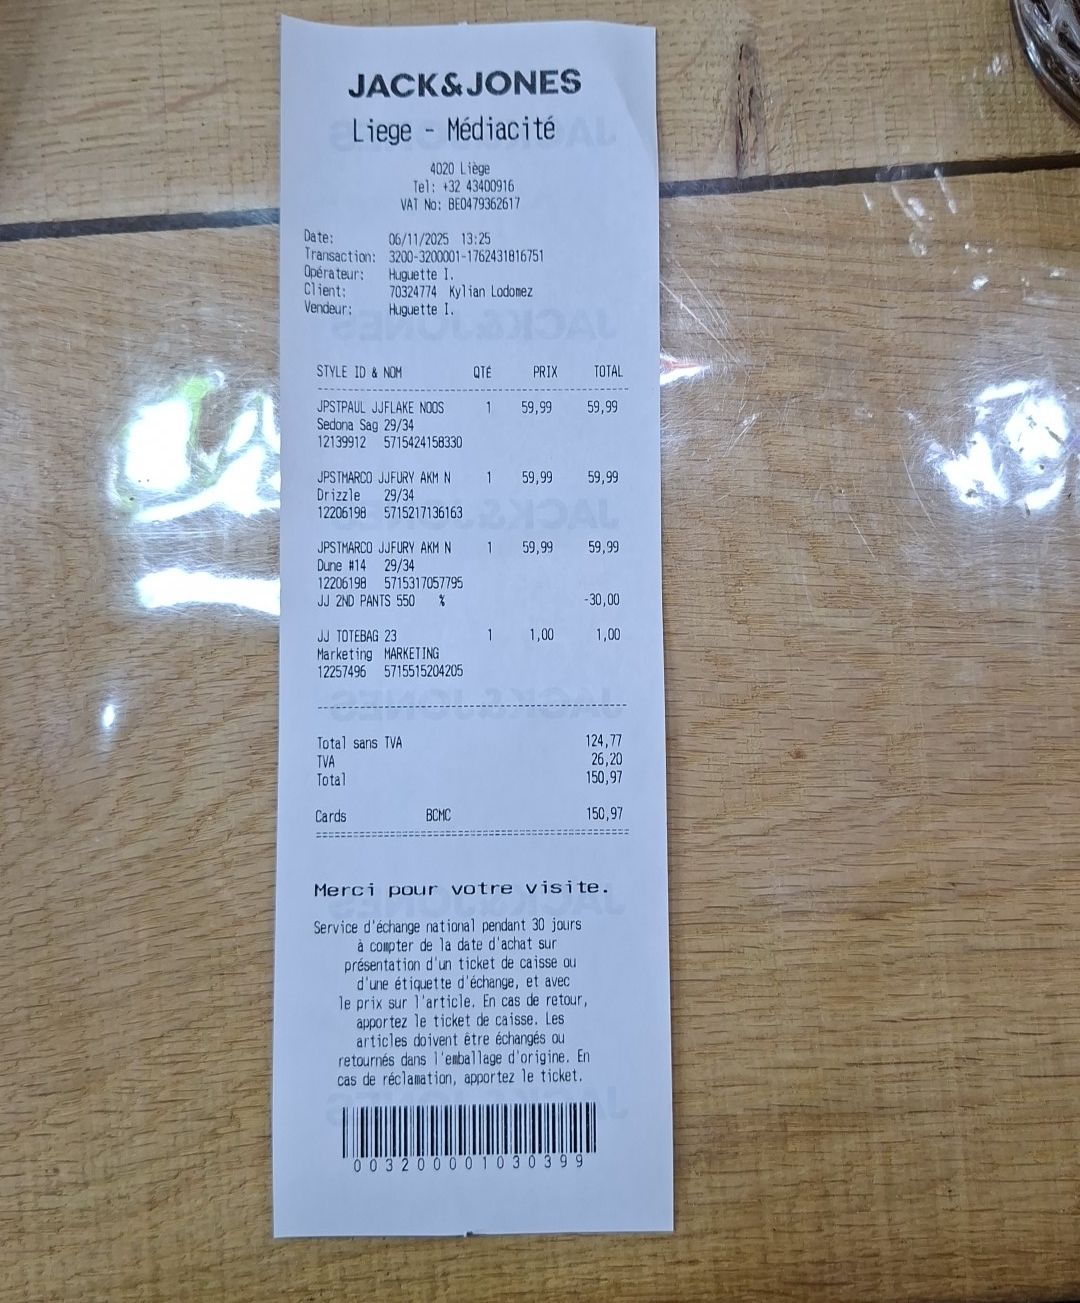 JACK&JONES
Liege - Médiacité
4020 Liège
Tel: +32 43400916
VAT No: BE0479362617
Date: 06/11/2025 13:25
Transaction: 3200-3200001-1762431816751
Opérateur: Huguette I.
Client: 70324774 Kylian Lodomez
Vendeur: Huguette I.
STYLE ID & NOM QTÉ PRIX TOTAL
JPSTPAUL JJFLAKE NOOS 1 59,99 59,99
Sedona Sag 29/34
12139912 5715424158330
JPSTMARCO JJFURY AKM N 1 59,99 59,99
Drizzle 29/34
12206198 5715217136163
JPSTMARCO JJFURY AKM N 1 59,99 59,99
Dune #14 29/34
12206198 5715317057795
JJ 2ND PANTS 550 % -30,00
JJ TOTEBAG 23 1 1,00 1,00
Marketing MARKETING
12257496 5715515204205
Total sans TVA 124,77
TVA 26,20
Total 150,97
Cards BCMC 150,97
Merci pour votre visite.
Service d'échange national pendant 30 jours
à compter de la date d'achat sur
présentation d'un ticket de caisse ou
d'une étiquette d'échange, et avec
le prix sur l'article. En cas de retour,
apportez le ticket de caisse. Les
articles doivent être échangés ou
retournés dans l'emballage d'origine. En
cas de réclamation, apportez le ticket.
0032000001030399